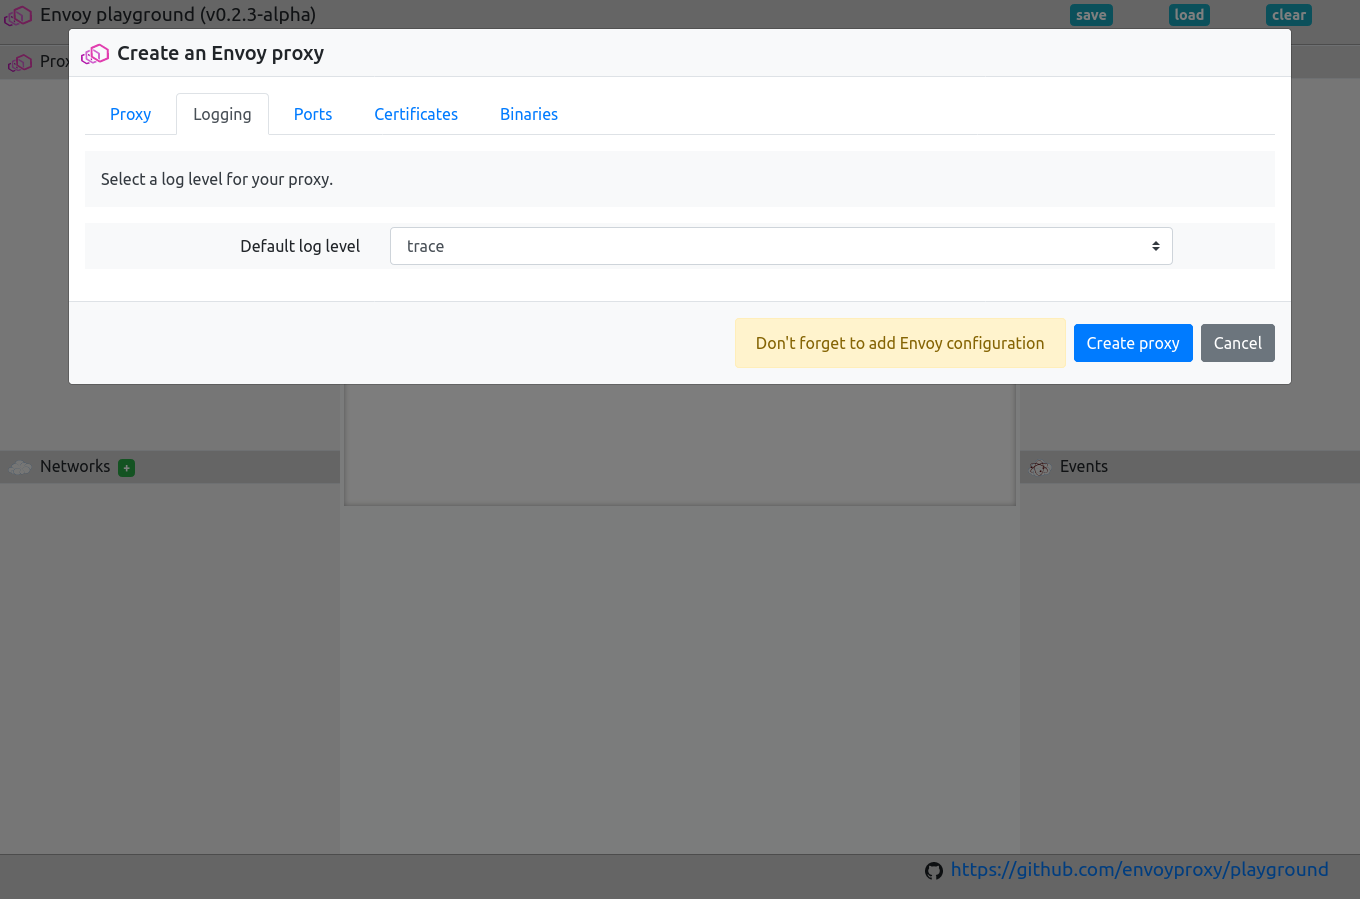 Envoy playground (v0.2.3-alpha)
save load clear
Create an Envoy proxy
Proxy Logging Ports Certificates Binaries
Select a log level for your proxy.
Default log level trace
Don't forget to add Envoy configuration Create proxy Cancel
Networks + Events
https://github.com/envoyproxy/playground